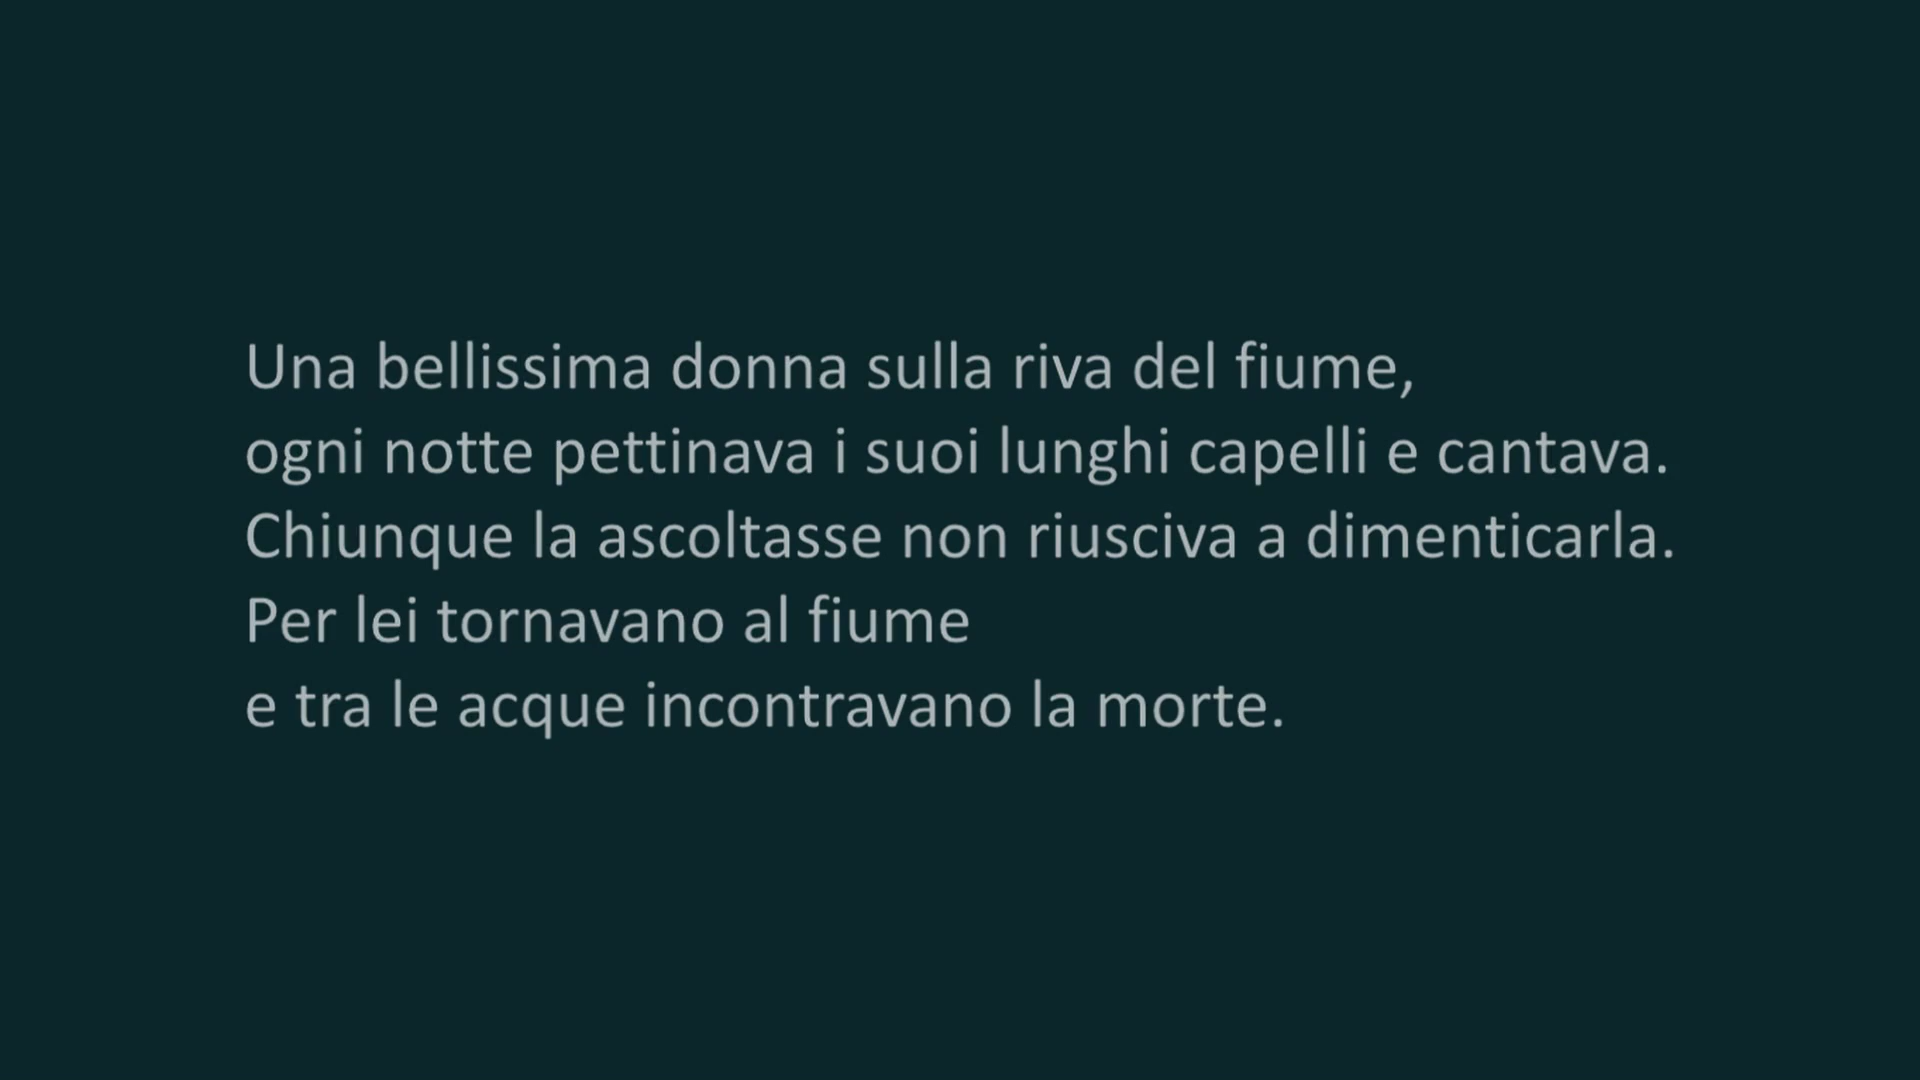 Una bellissima donna sulla riva del fiume,
ogni notte pettinava i suoi lunghi capelli e cantava.
Chiunque la ascoltasse non riusciva a dimenticarla.
Per lei tornavano al fiume
e tra le acque incontravano la morte.